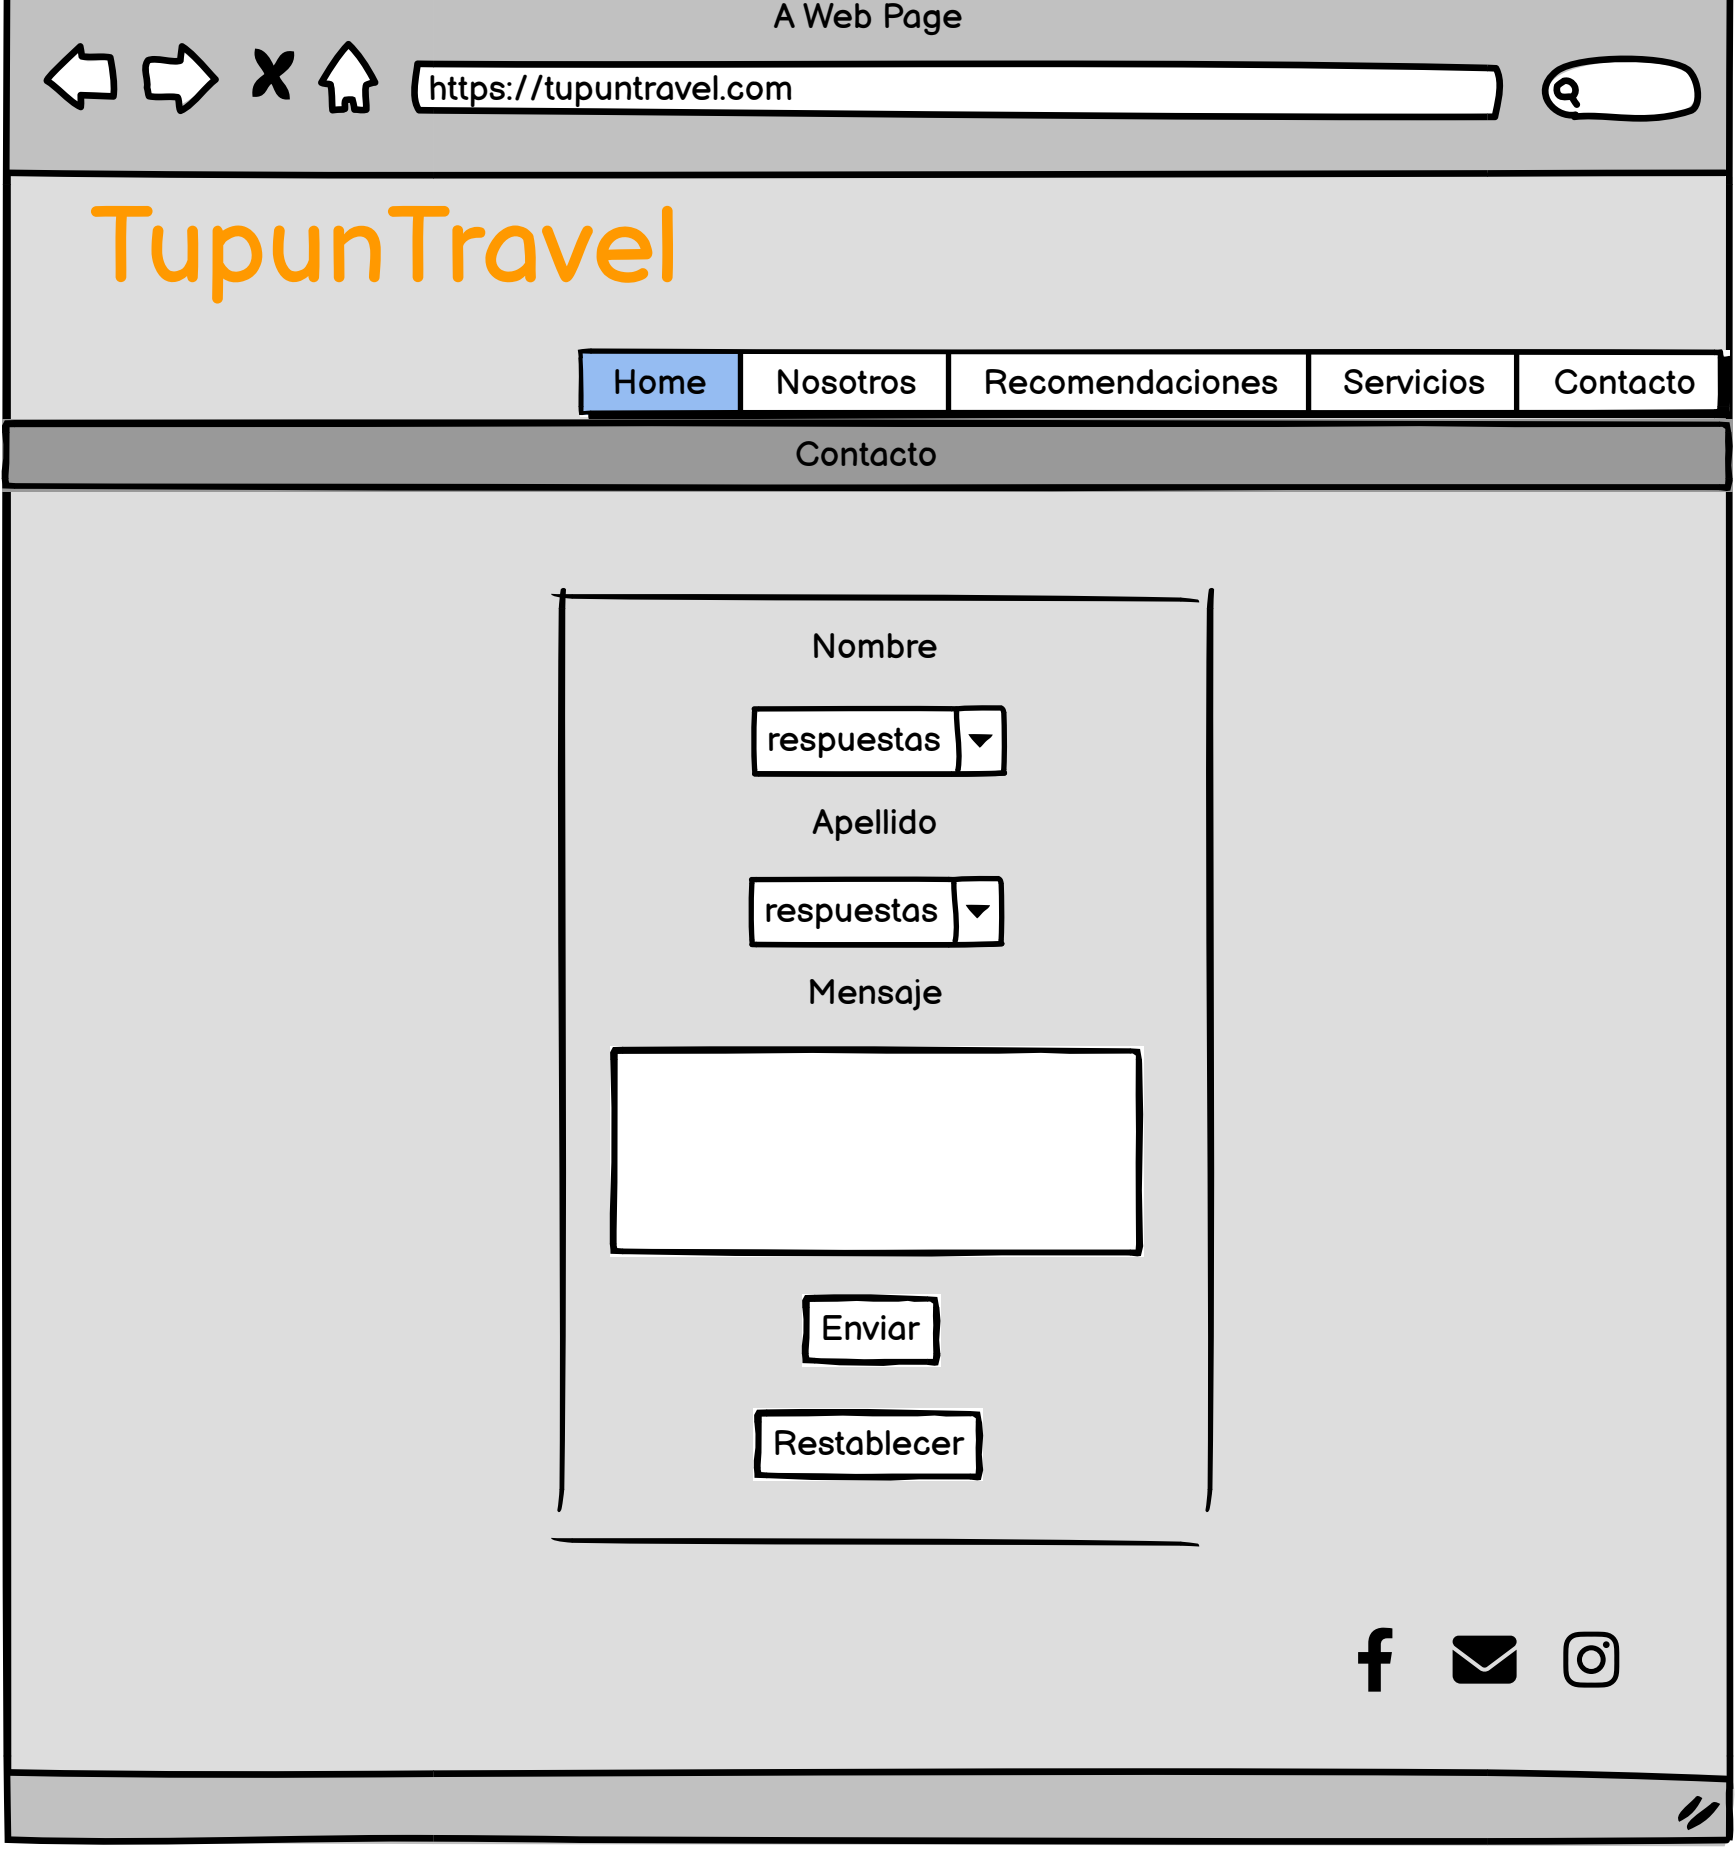 A Web Page
https://tupuntravel.com
TupunTravel
Home Nosotros Recomendaciones Servicios Contacto
Contacto
Nombre
respuestas
Apellido
respuestas
Mensaje
Enviar
Restablecer